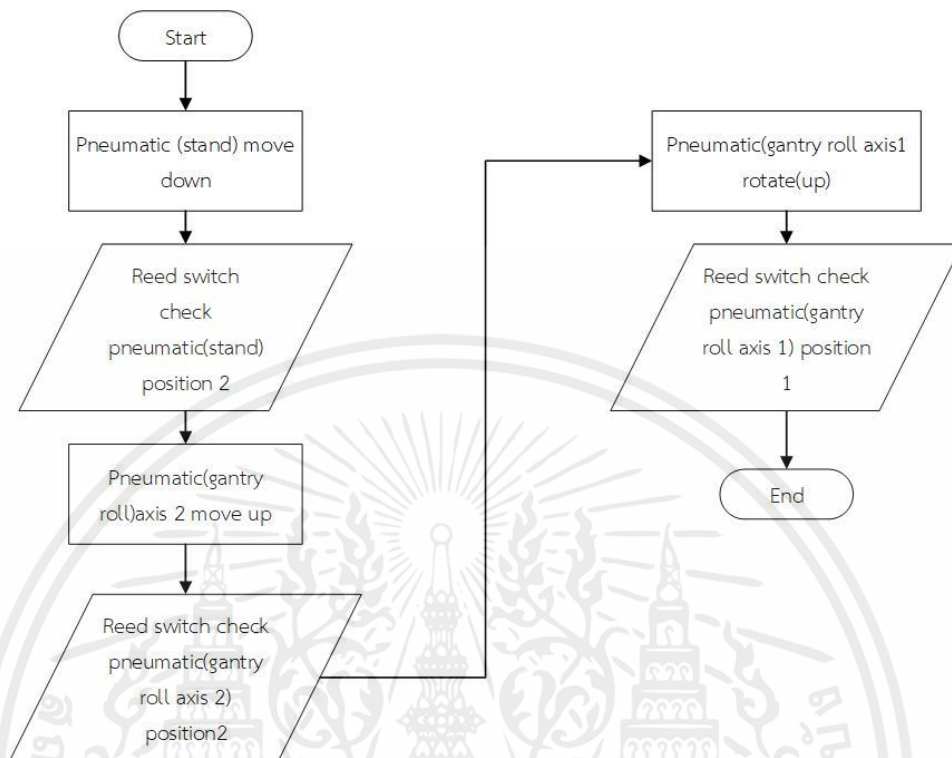 Start
Pneumatic (stand) move
down
Reed switch
check
pneumatic(stand)
position 2
Pneumatic(gantry
roll)axis 2 move up
Reed switch check
pneumatic(gantry
roll axis 2)
position2
Pneumatic(gantry roll axis1
rotate(up)
Reed switch check
pneumatic(gantry
roll axis 1) position
1
End